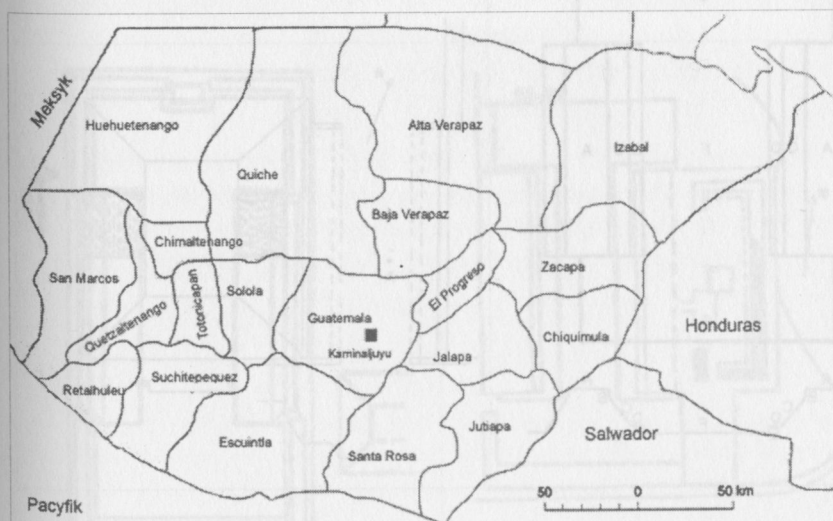 Meksyk
Huehuetenango
Alta Verapaz
Izabal
Quiche
Baja Verapaz
Chimaltenango
San Marcos
Totonicapan
Solola
El Progreso
Zacapa
Quetzaltenango
Guatemala
Kaminaljuyu
Jalapa
Chiquimula
Honduras
Retalhuleu
Suchitepequez
Escuintla
Santa Rosa
Jutiapa
Salwador
50 0 50 km
Pacyfik